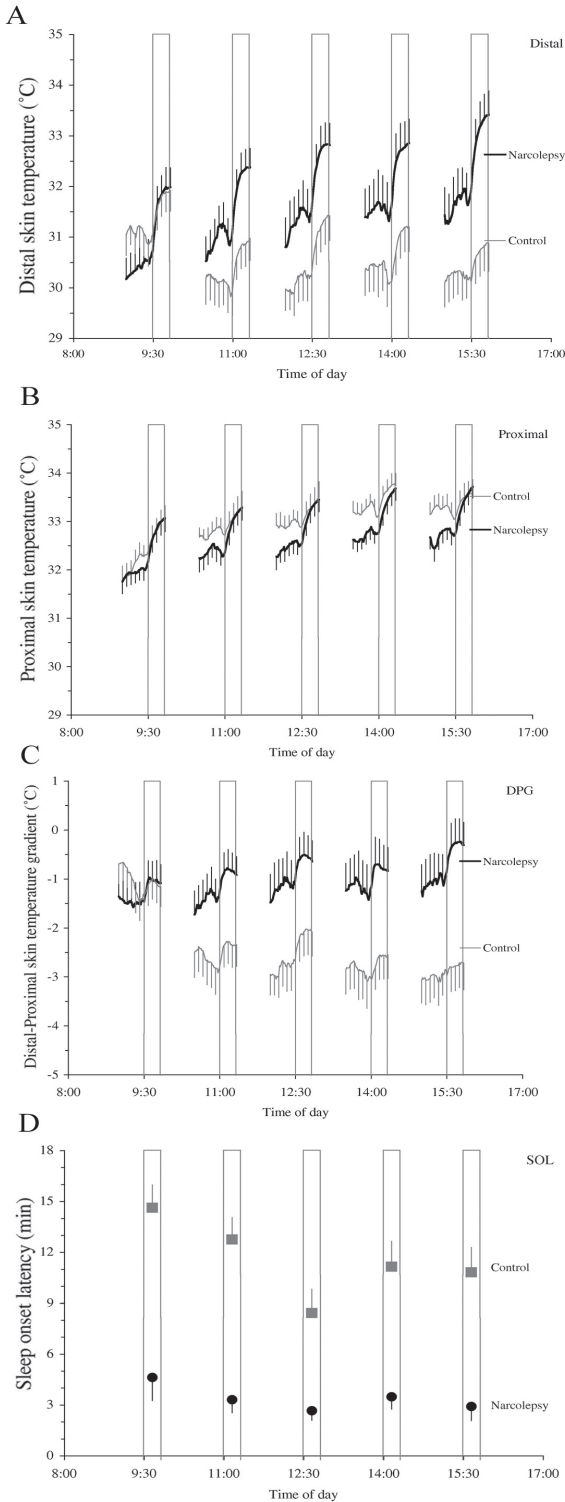 A
Distal skin temperature (˚C)
35
34
33
32
31
30
29
Distal
Narcolepsy
Control
8:00 9:30 11:00 12:30 14:00 15:30 17:00
Time of day
B
Proximal skin temperature (˚C)
35
34
33
32
31
30
29
Proximal
Control
Narcolepsy
8:00 9:30 11:00 12:30 14:00 15:30 17:00
Time of day
C
Distal-Proximal skin temperature gradient (˚C)
1
0
-1
-2
-3
-4
-5
DPG
Narcolepsy
Control
8:00 9:30 11:00 12:30 14:00 15:30 17:00
Time of day
D
Sleep onset latency (min)
18
15
12
9
6
3
0
SOL
Control
Narcolepsy
8:00 9:30 11:00 12:30 14:00 15:30 17:00
Time of day